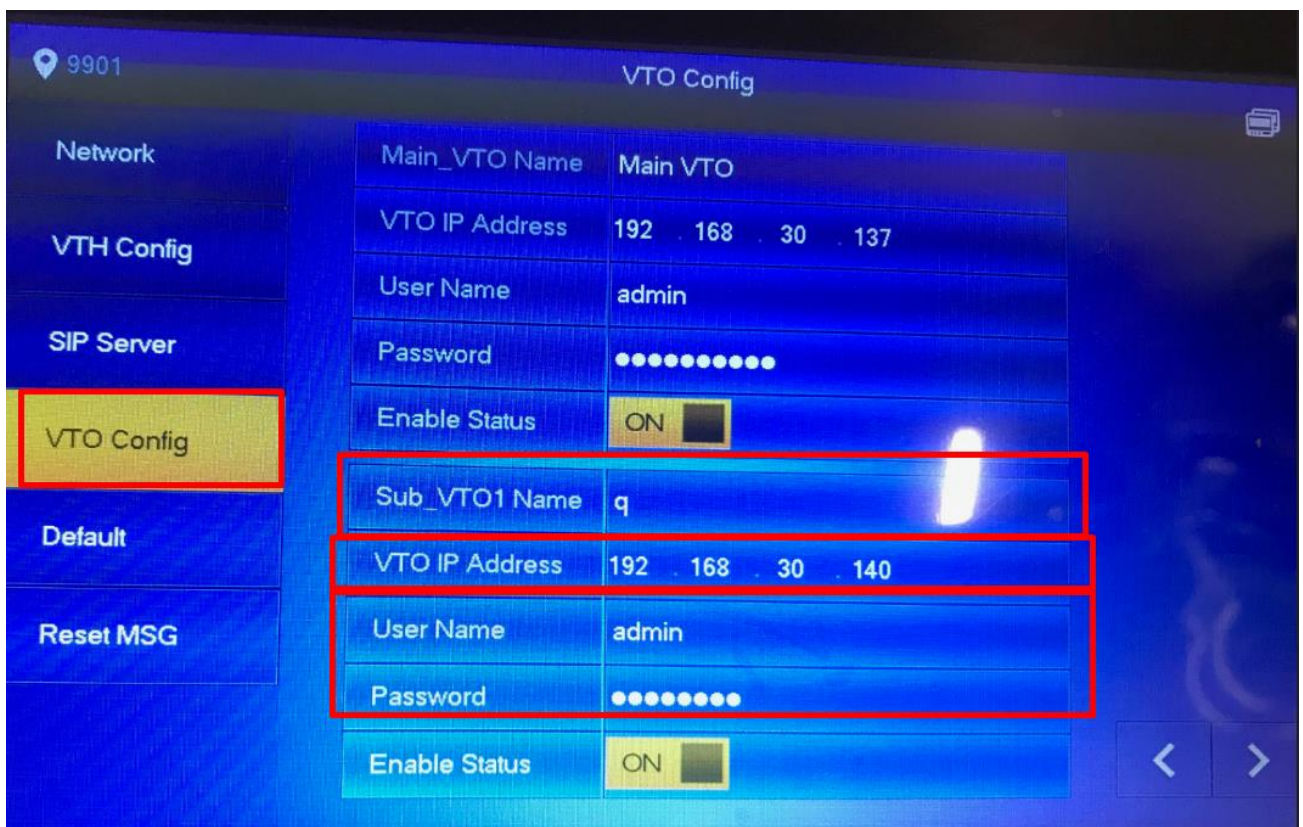 9901
VTO Config
Network
VTH Config
SIP Server
VTO Config
Default
Reset MSG
Main_VTO Name Main VTO
VTO IP Address 192 . 168 . 30 . 137
User Name admin
Password ●●●●●●●●●●
Enable Status ON
Sub_VTO1 Name q
VTO IP Address 192 . 168 . 30 . 140
User Name admin
Password ●●●●●●●●
Enable Status ON
< >